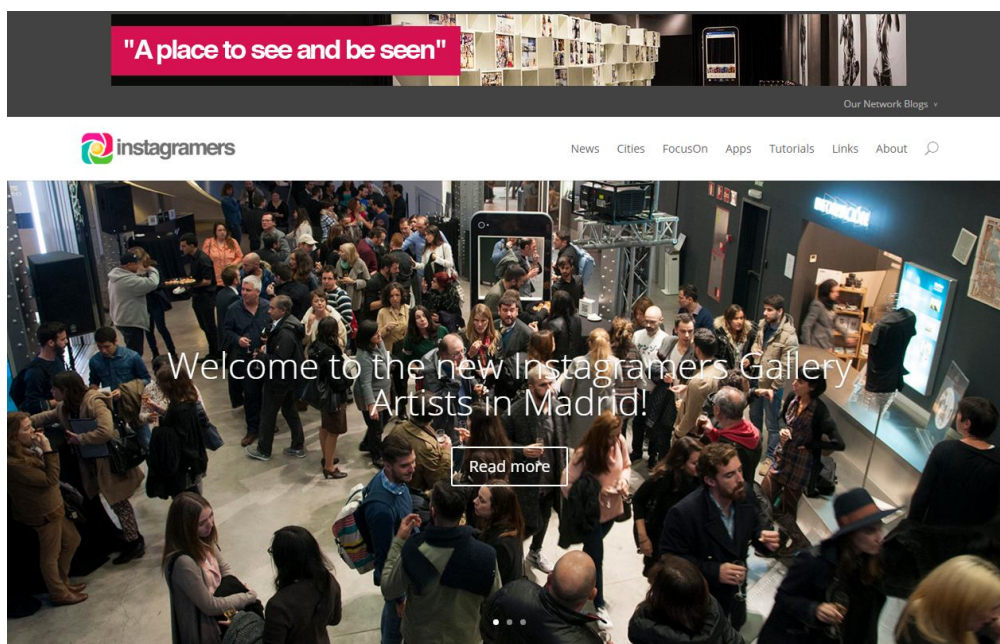 "A place to see and be seen"
Our Network Blogs
instagramers
News Cities FocusOn Apps Tutorials Links About
Welcome to the new Instagramers Gallery
Artists in Madrid!
Read more